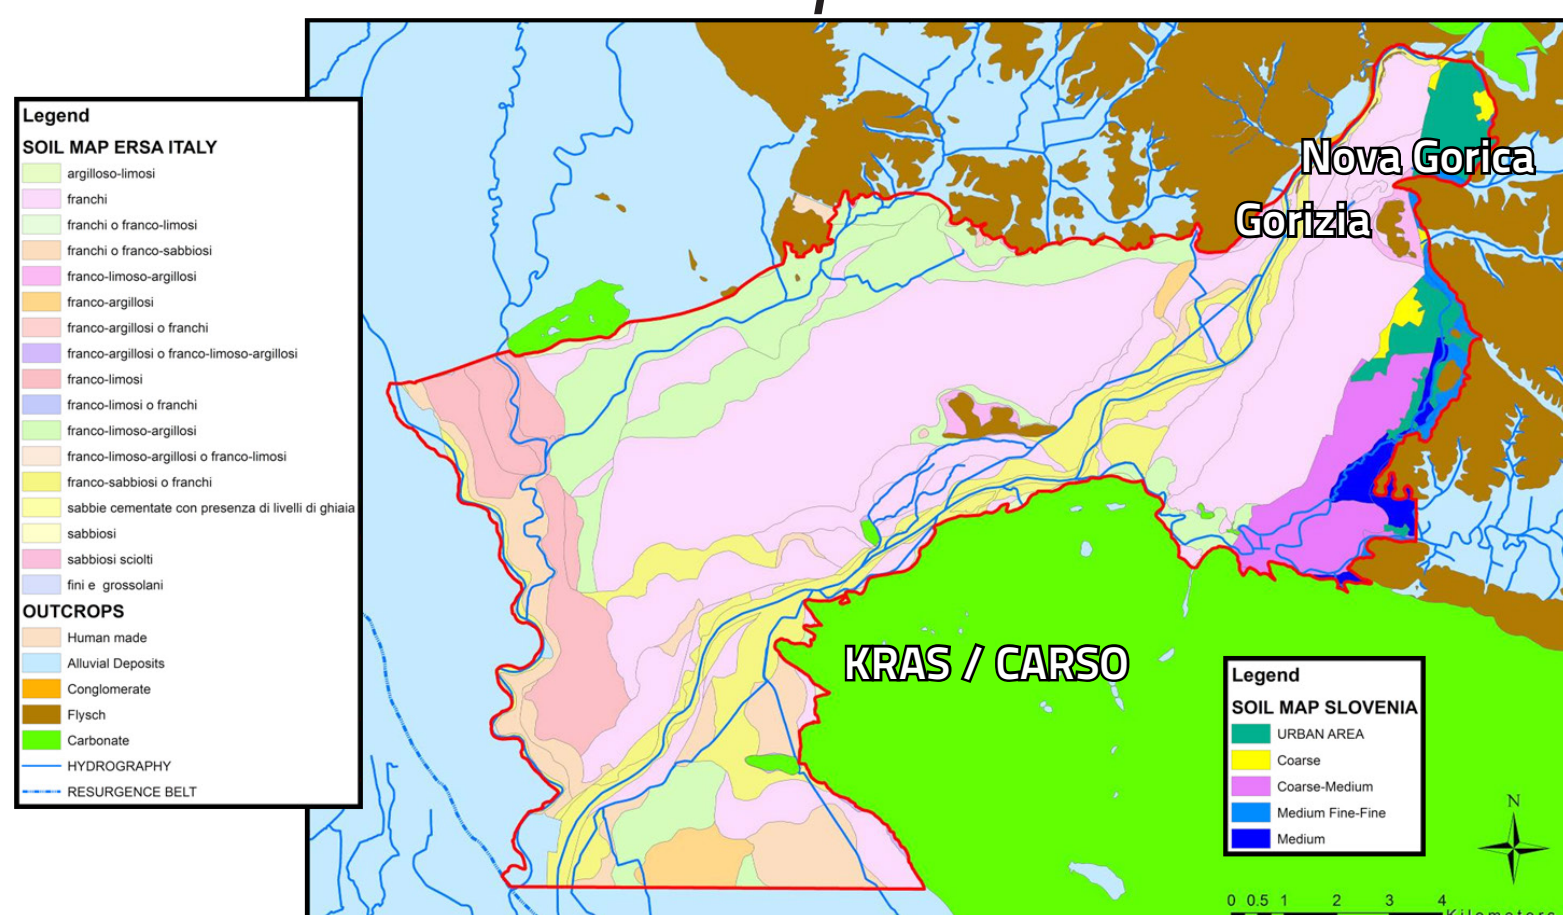 Legend
SOIL MAP ERSA ITALY
argilloso-limosi
franchi
franchi o franco-limosi
franchi o franco-sabbiosi
franco-limoso-argillosi
franco-argillosi
franco-argillosi o franchi
franco-argillosi o franco-limoso-argillosi
franco-limosi
franco-limosi o franchi
franco-limoso-argillosi
franco-limoso-argillosi o franco-limosi
franco-sabbiosi o franchi
sabbie cementate con presenza di livelli di ghiaia
sabbiosi
sabbiosi sciolti
fini e grossolani
OUTCROPS
Human made
Alluvial Deposits
Conglomerate
Flysch
Carbonate
HYDROGRAPHY
RESURGENCE BELT
Nova Gorica
Gorizia
KRAS / CARSO
Legend
SOIL MAP SLOVENIA
URBAN AREA
Coarse
Coarse-Medium
Medium Fine-Fine
Medium
N
0 0.5 1 2 3 4
Kilometers